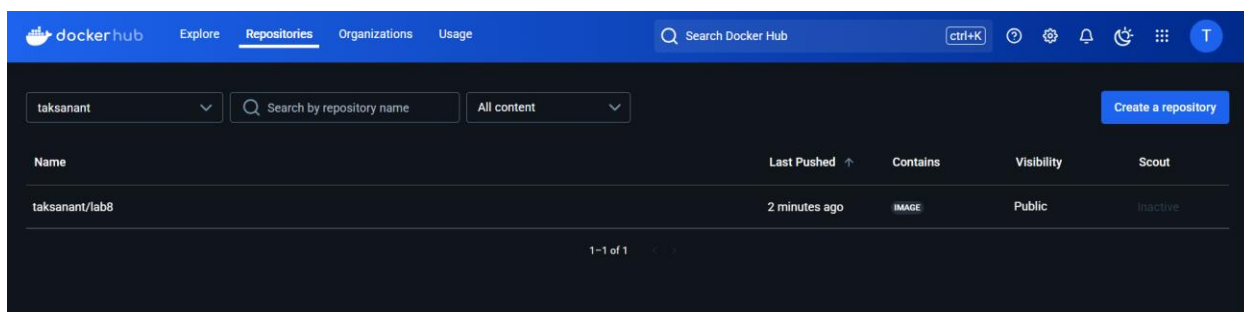 dockerhub Explore Repositories Organizations Usage Search Docker Hub ctrl+K ? T
taksanant Search by repository name All content Create a repository
Name Last Pushed ↑ Contains Visibility Scout
taksanant/lab8 2 minutes ago IMAGE Public Inactive
1–1 of 1 < >